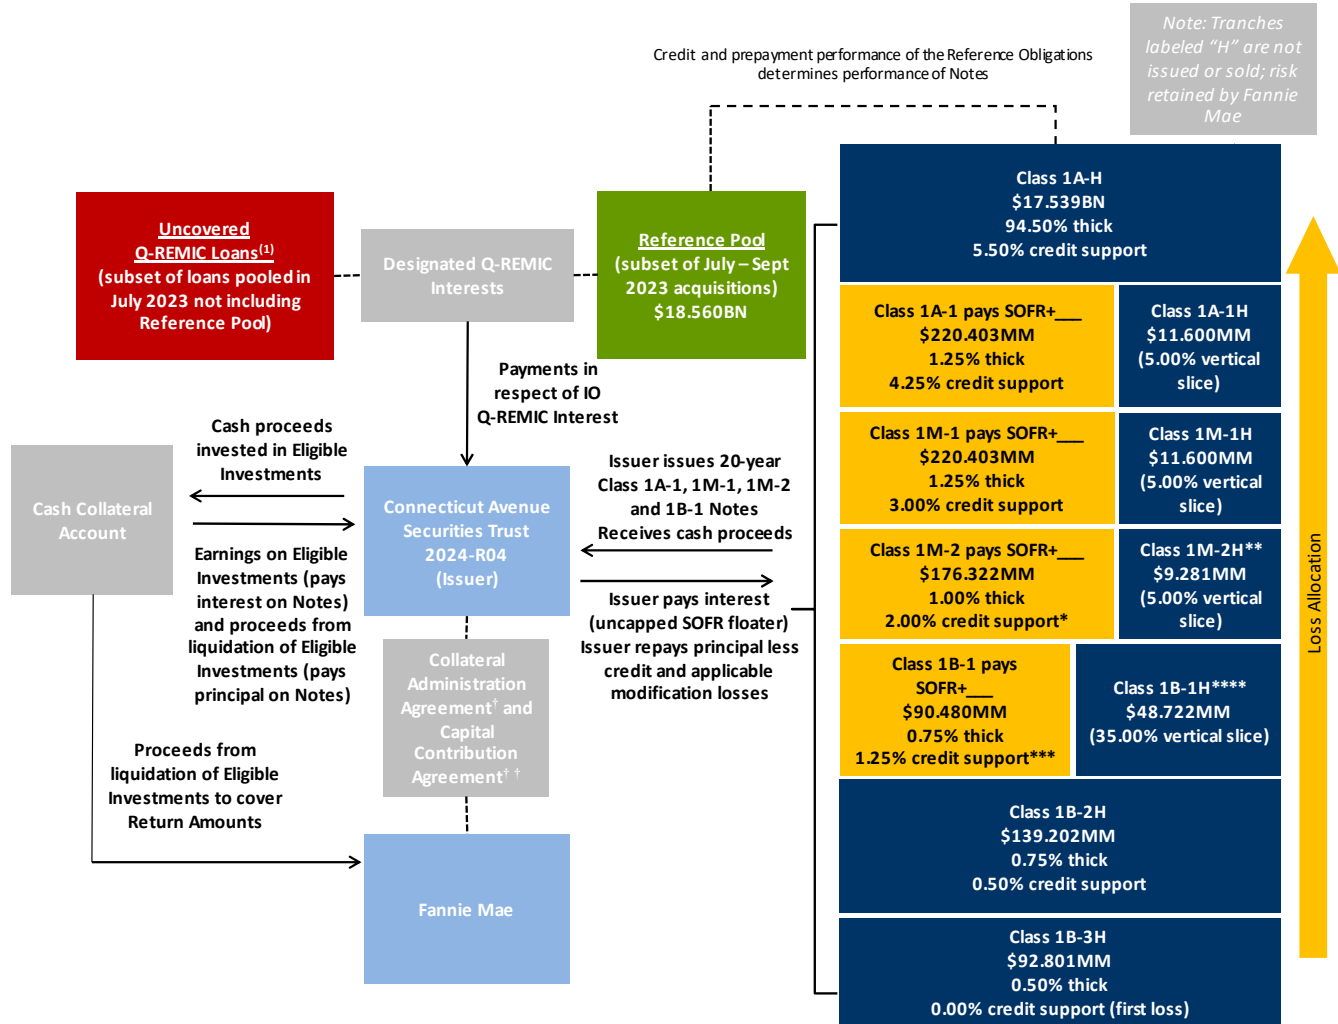 Note: Tranches
labeled “H” are not
issued or sold; risk
retained by Fannie
Mae
Credit and prepayment performance of the Reference Obligations
determines performance of Notes
Uncovered
Q-REMIC Loans(1)
(subset of loans pooled in
July 2023 not including
Reference Pool)
Designated Q-REMIC
Interests
Reference Pool
(subset of July – Sept
2023 acquisitions)
$18.560BN
Payments in
respect of IO
Q-REMIC Interest
Cash proceeds
invested in Eligible
Investments
Cash Collateral
Account
Earnings on Eligible
Investments (pays
interest on Notes)
and proceeds from
liquidation of Eligible
Investments (pays
principal on Notes)
Connecticut Avenue
Securities Trust
2024-R04
(Issuer)
Issuer issues 20-year
Class 1A-1, 1M-1, 1M-2
and 1B-1 Notes
Receives cash proceeds
Issuer pays interest
(uncapped SOFR floater)
Issuer repays principal less
credit and applicable
modification losses
Collateral
Administration
Agreement† and
Capital
Contribution
Agreement† †
Proceeds from
liquidation of Eligible
Investments to cover
Return Amounts
Fannie Mae
Class 1A-H
$17.539BN
94.50% thick
5.50% credit support
Class 1A-1 pays SOFR+___
$220.403MM
1.25% thick
4.25% credit support
Class 1A-1H
$11.600MM
(5.00% vertical
slice)
Class 1M-1 pays SOFR+___
$220.403MM
1.25% thick
3.00% credit support
Class 1M-1H
$11.600MM
(5.00% vertical
slice)
Class 1M-2 pays SOFR+___
$176.322MM
1.00% thick
2.00% credit support*
Class 1M-2H**
$9.281MM
(5.00% vertical
slice)
Class 1B-1 pays
SOFR+___
$90.480MM
0.75% thick
1.25% credit support***
Class 1B-1H****
$48.722MM
(35.00% vertical slice)
Class 1B-2H
$139.202MM
0.75% thick
0.50% credit support
Class 1B-3H
$92.801MM
0.50% thick
0.00% credit support (first loss)
Loss Allocation